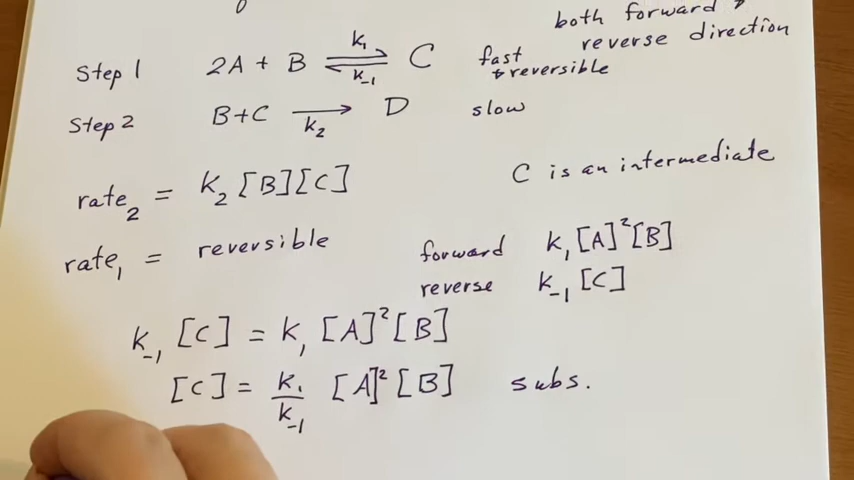 both forward &
reverse direction
Step 1 2A + B ⇌ C fast
k₁
k₋₁ & reversible
Step 2 B+C → D slow
k₂
C is an intermediate
rate₂ = k₂ [B][C]
rate₁ = reversible
forward k₁ [A]²[B]
reverse k₋₁ [C]
k₋₁ [C] = k₁ [A]² [B]
[C] = k₁/k₋₁ [A]² [B] subs.